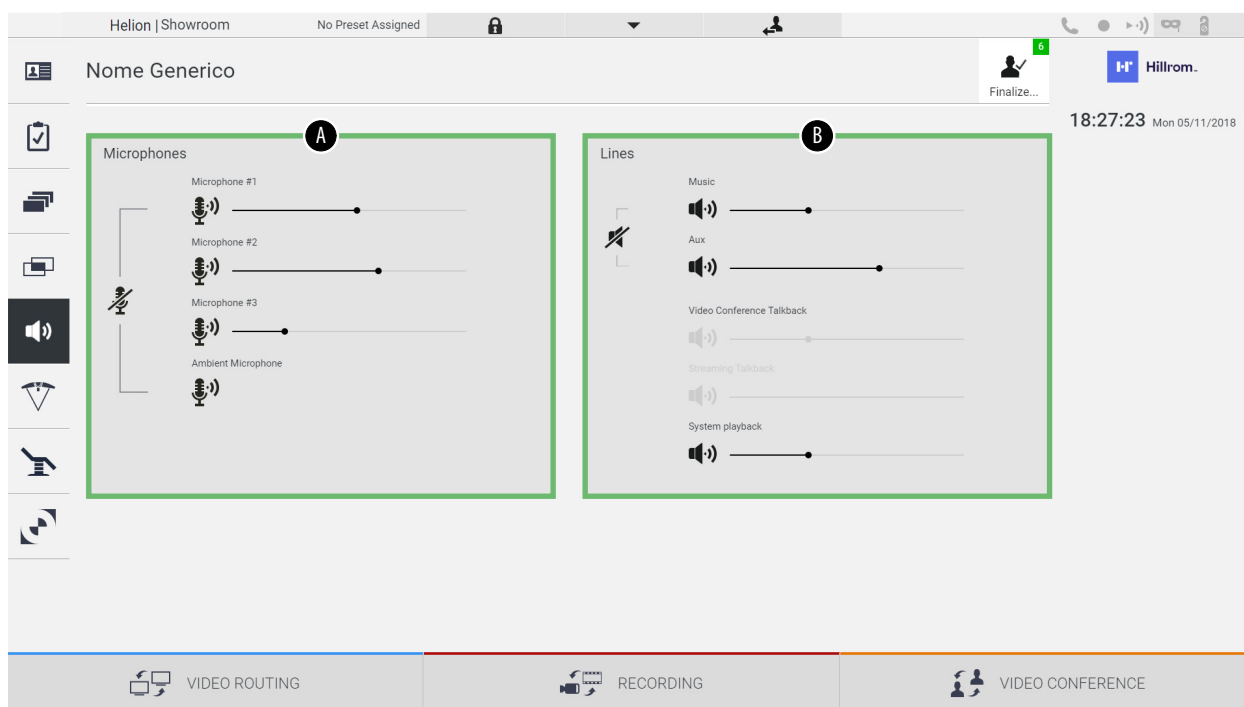 Helion | Showroom
No Preset Assigned
Nome Generico
6
Finalize...
Hillrom™
18:27:23 Mon 05/11/2018
A
Microphones
Microphone #1
Microphone #2
Microphone #3
Ambient Microphone
B
Lines
Music
Aux
Video Conference Talkback
Streaming Talkback
System playback
VIDEO ROUTING
RECORDING
VIDEO CONFERENCE